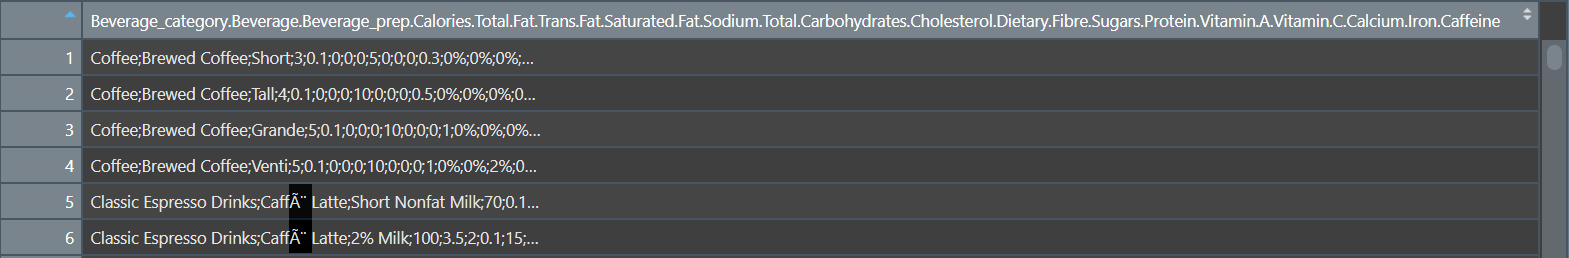 Beverage_category.Beverage.Beverage_prep.Calories.Total.Fat.Trans.Fat.Saturated.Fat.Sodium.Total.Carbohydrates.Cholesterol.Dietary.Fibre.Sugars.Protein.Vitamin.A.Vitamin.C.Calcium.Iron.Caffeine
1 Coffee;Brewed Coffee;Short;3;0.1;0;0;0;5;0;0;0;0.3;0%;0%;0%;...
2 Coffee;Brewed Coffee;Tall;4;0.1;0;0;0;10;0;0;0;0.5;0%;0%;0%;0...
3 Coffee;Brewed Coffee;Grande;5;0.1;0;0;0;10;0;0;0;1;0%;0%;0%...
4 Coffee;Brewed Coffee;Venti;5;0.1;0;0;0;10;0;0;0;1;0%;0%;2%;0...
5 Classic Espresso Drinks;CaffÃ¨ Latte;Short Nonfat Milk;70;0.1...
6 Classic Espresso Drinks;CaffÃ¨ Latte;2% Milk;100;3.5;2;0.1;15;...